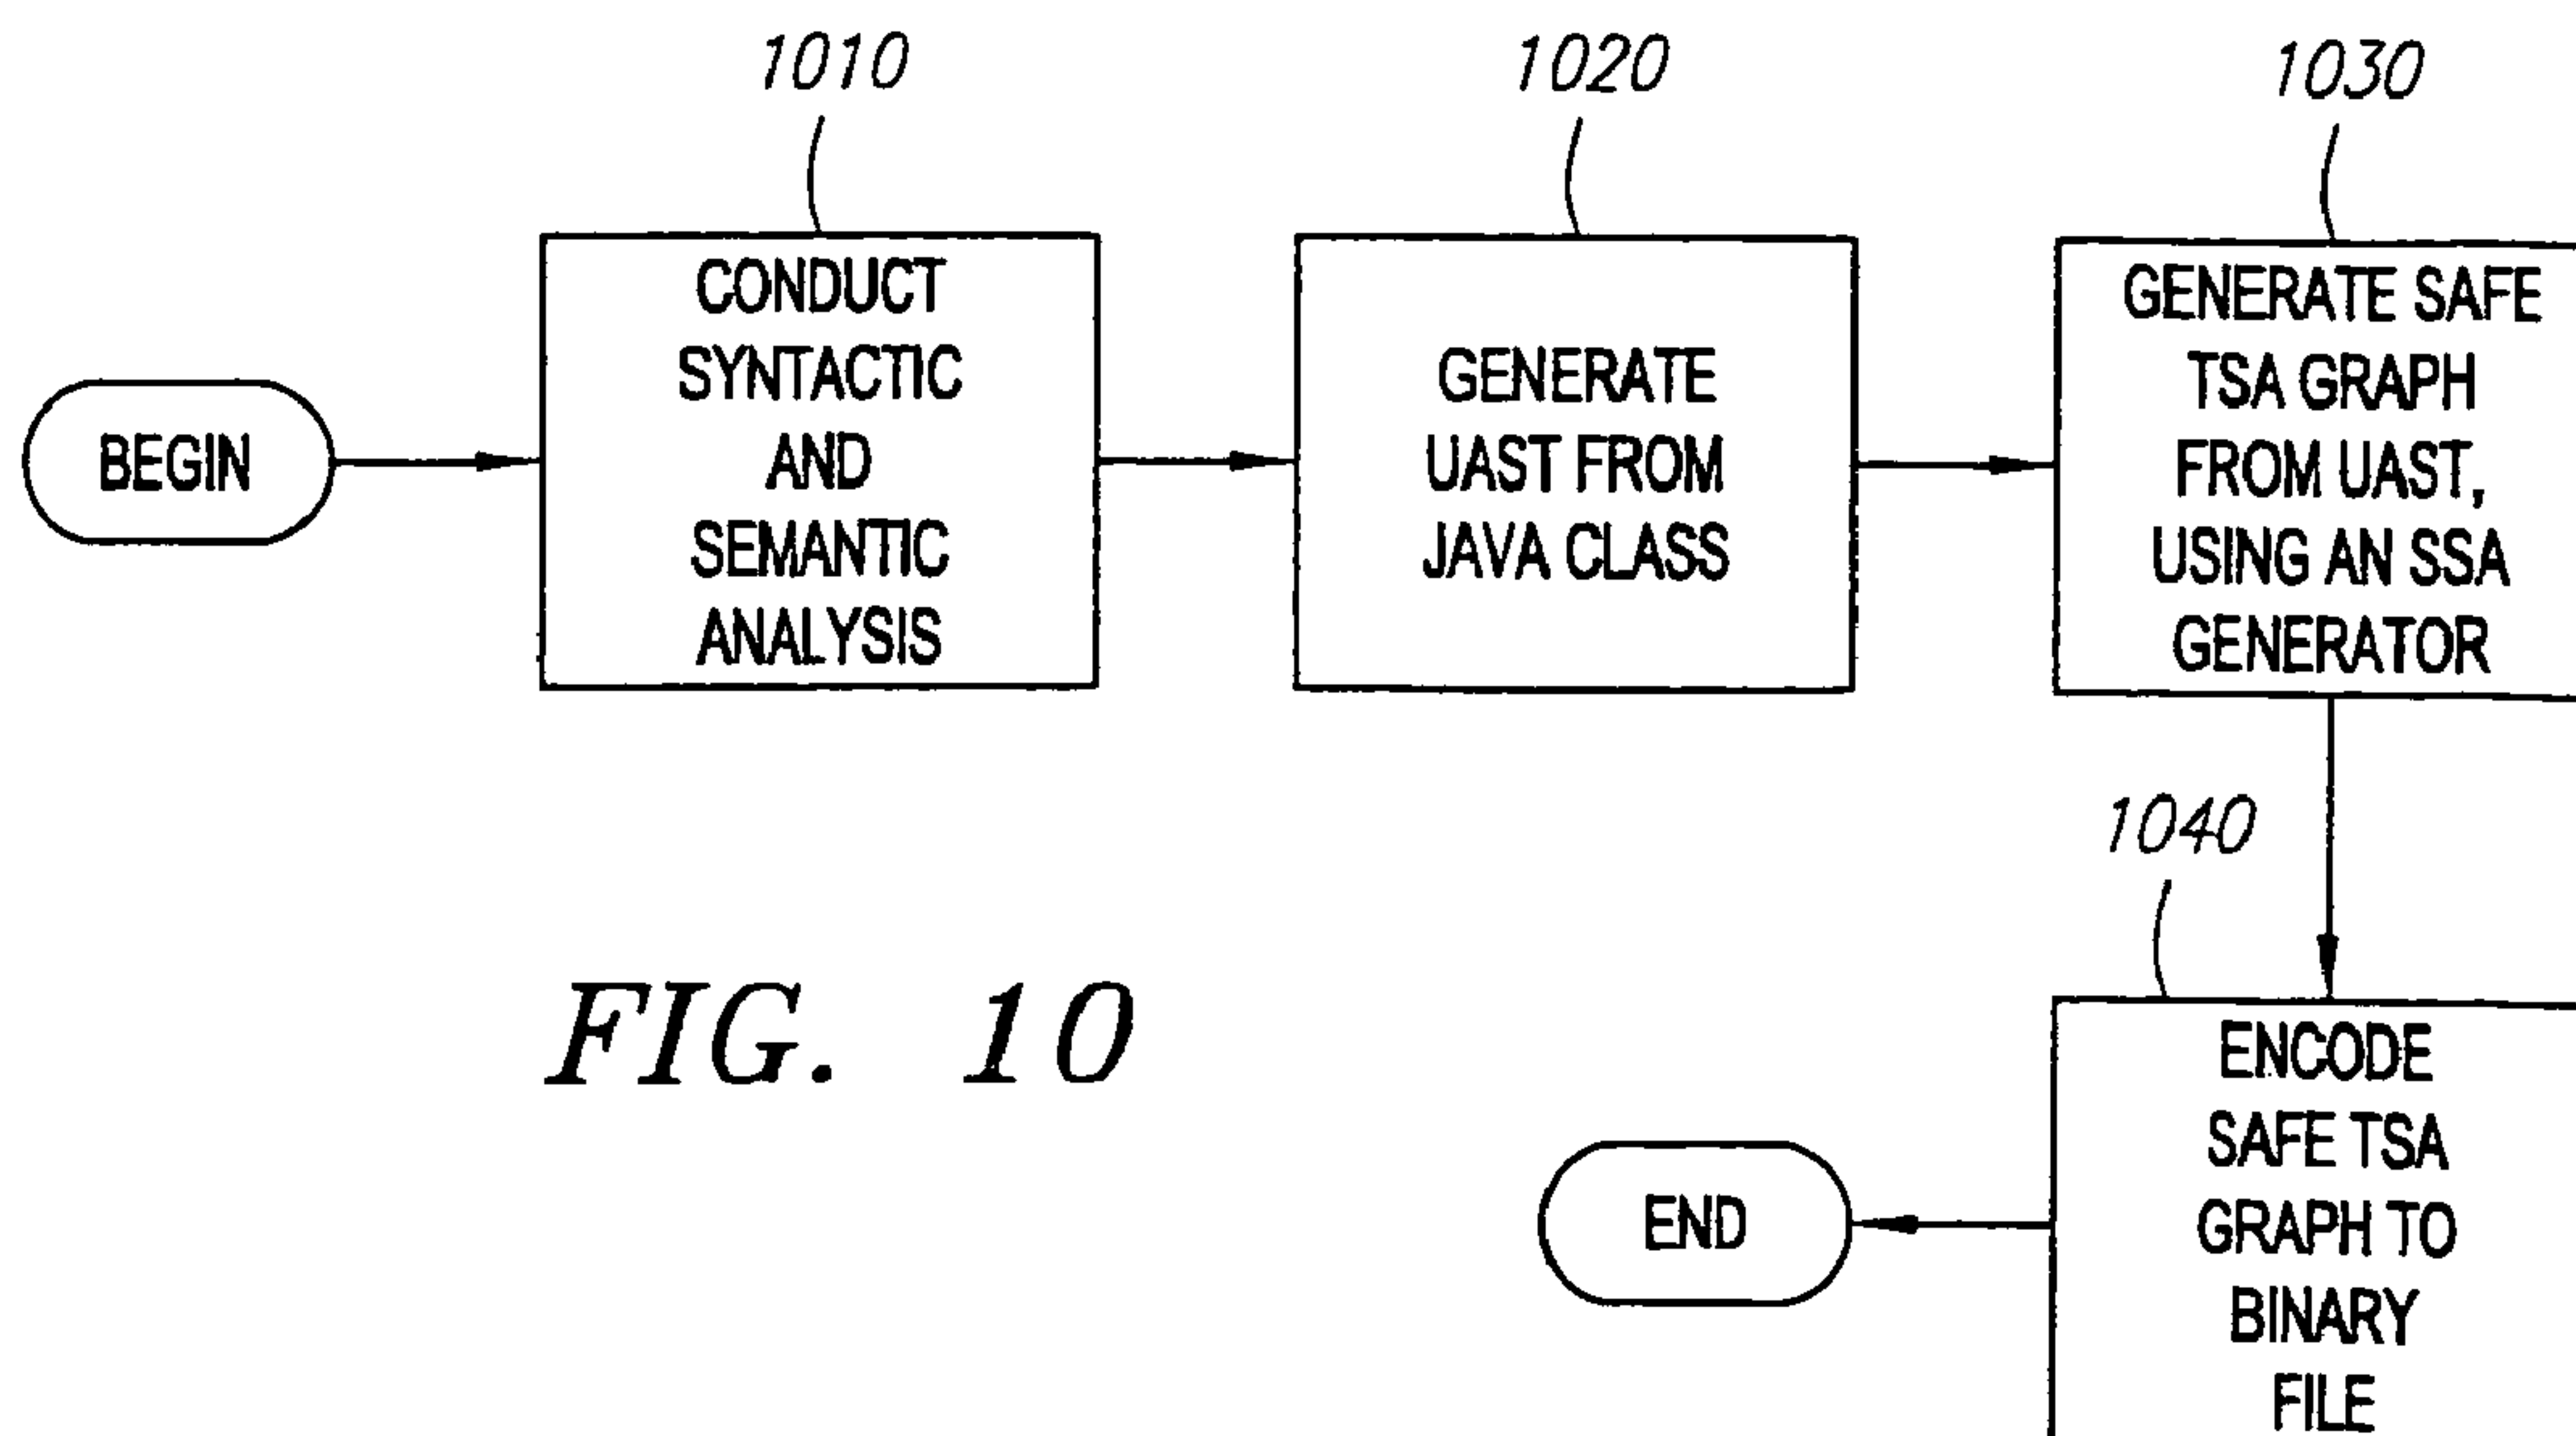 1010
1020
1030
BEGIN
CONDUCT
SYNTACTIC
AND
SEMANTIC
ANALYSIS
GENERATE
UAST FROM
JAVA CLASS
GENERATE SAFE
TSA GRAPH
FROM UAST,
USING AN SSA
GENERATOR
1040
FIG. 10
ENCODE
SAFE TSA
GRAPH TO
BINARY
FILE
END